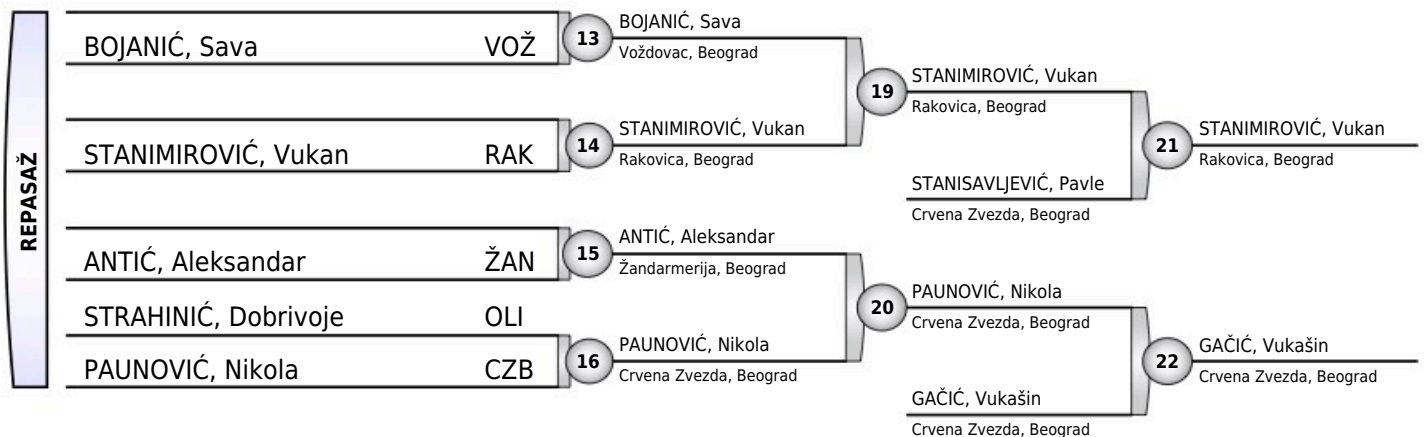 REPASAŽ
BOJANIĆ, Sava VOŽ
STANIMIROVIĆ, Vukan RAK
ANTIĆ, Aleksandar ŽAN
STRAHINIĆ, Dobrivoje OLI
PAUNOVIĆ, Nikola CZB
13
BOJANIĆ, Sava
Voždovac, Beograd
14
STANIMIROVIĆ, Vukan
Rakovica, Beograd
15
ANTIĆ, Aleksandar
Žandarmerija, Beograd
16
PAUNOVIĆ, Nikola
Crvena Zvezda, Beograd
19
STANIMIROVIĆ, Vukan
Rakovica, Beograd
STANISAVLJEVIĆ, Pavle
Crvena Zvezda, Beograd
20
PAUNOVIĆ, Nikola
Crvena Zvezda, Beograd
GAČIĆ, Vukašin
Crvena Zvezda, Beograd
21
STANIMIROVIĆ, Vukan
Rakovica, Beograd
22
GAČIĆ, Vukašin
Crvena Zvezda, Beograd